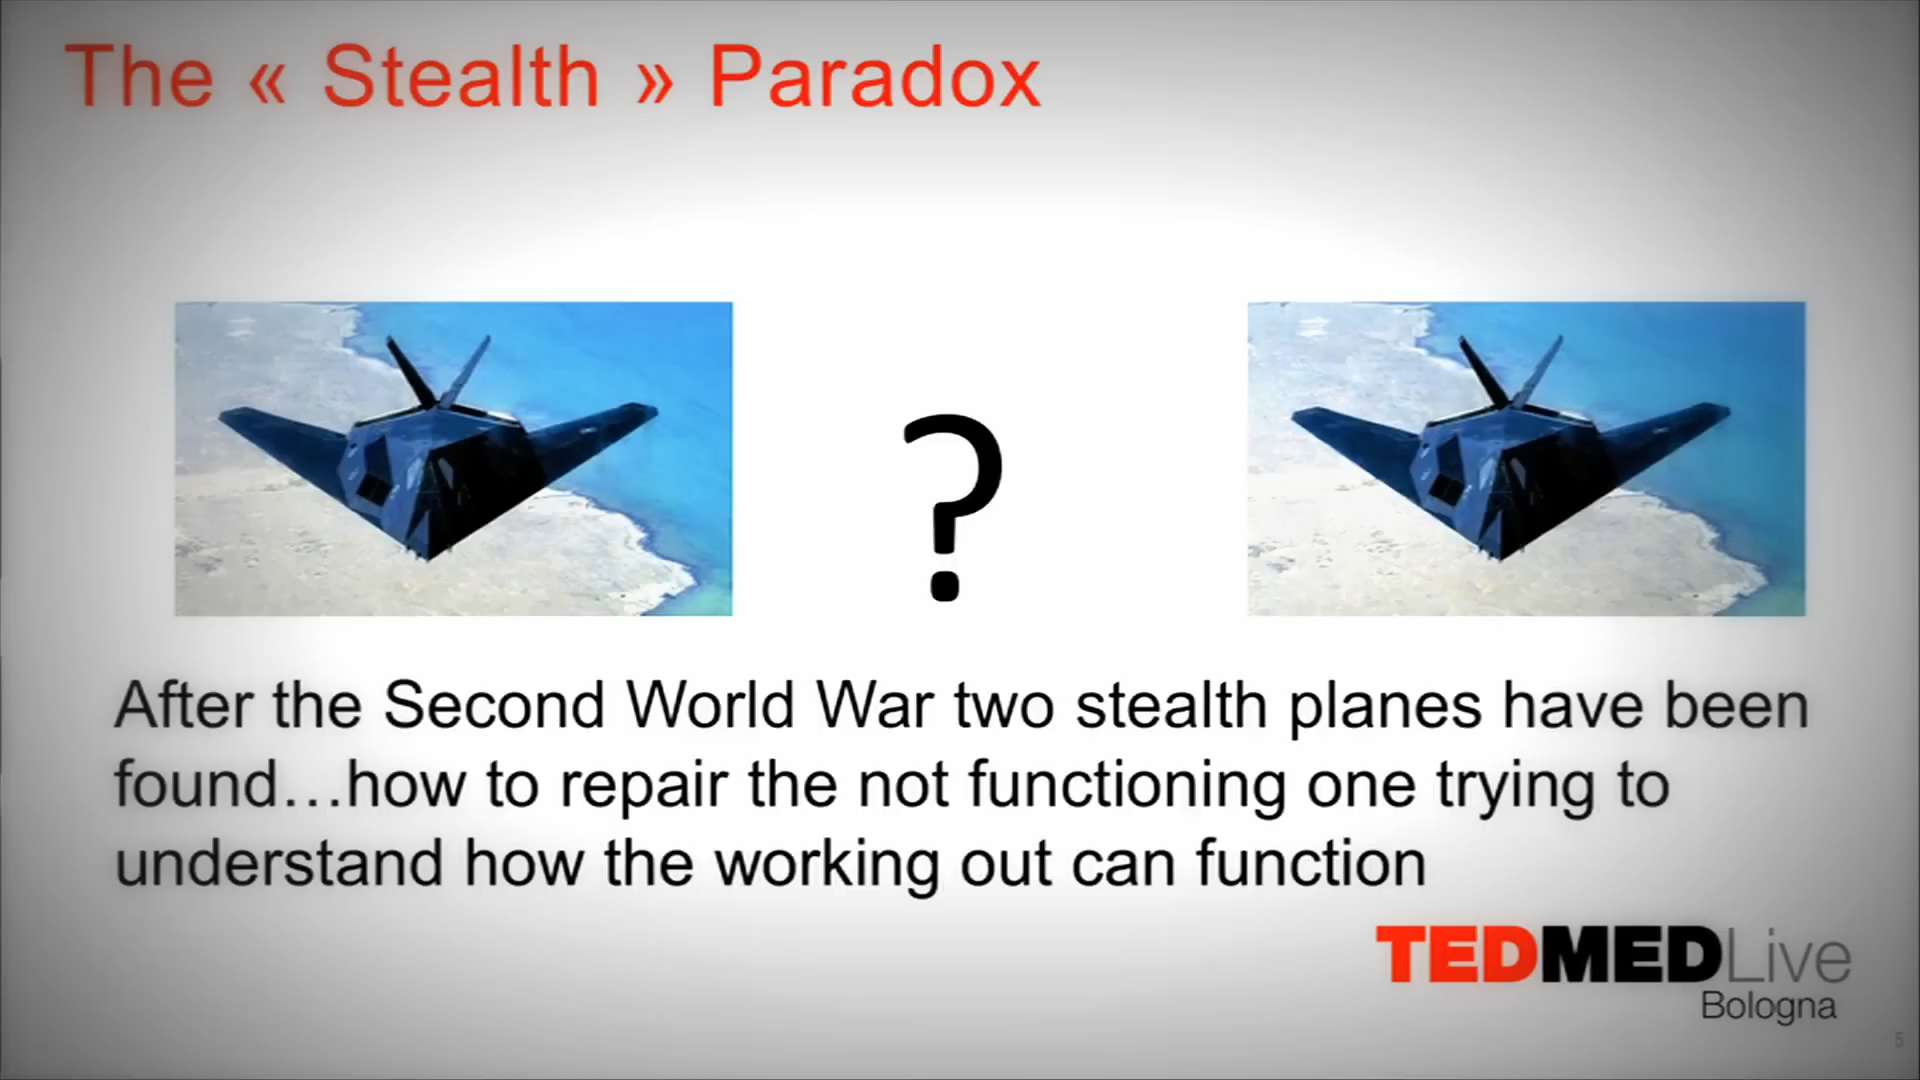 The « Stealth » Paradox
?
After the Second World War two stealth planes have been
found…how to repair the not functioning one trying to
understand how the working out can function
TEDMEDLive
Bologna
5